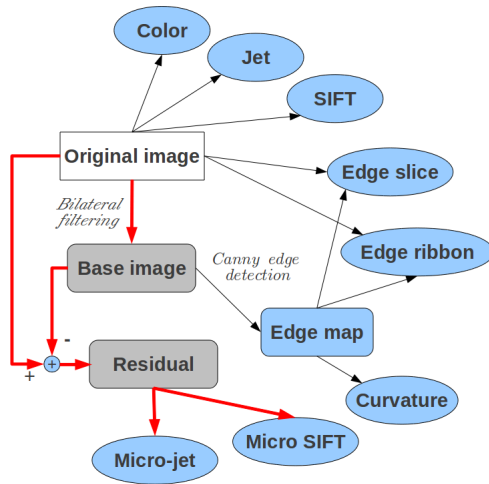 Color
Jet
SIFT
Original image
Edge slice
Bilateral
filtering
Edge ribbon
Base image
Canny edge
detection
Edge map
-
+
+
Residual
Curvature
Micro SIFT
Micro-jet